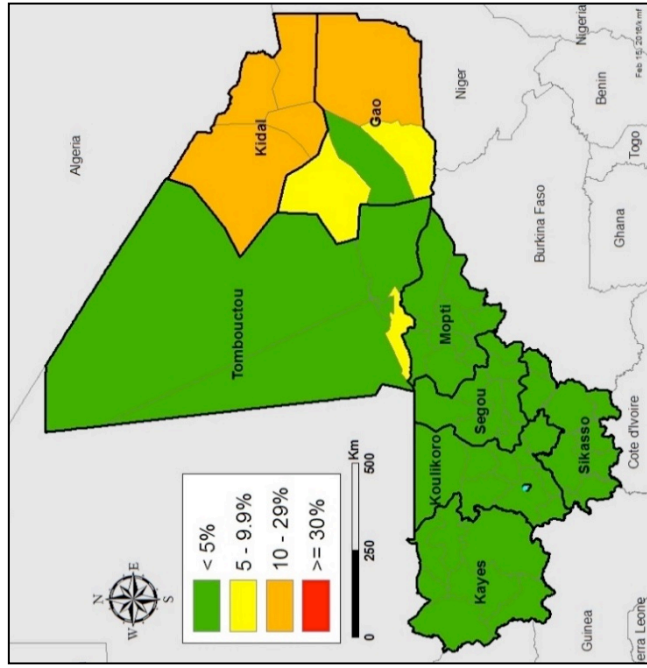 Algeria
N
W E
S
< 5%
5 - 9.9%
10 - 29%
>= 30%
0 250 500 Km
Tombouctou
Kidal
Gao
Mopti
Segou
Koulikoro
Kayes
Sikasso
Niger
Burkina Faso
Nigeria
Benin
Togo
Ghana
Cote d'Ivoire
Guinea
erra Leone